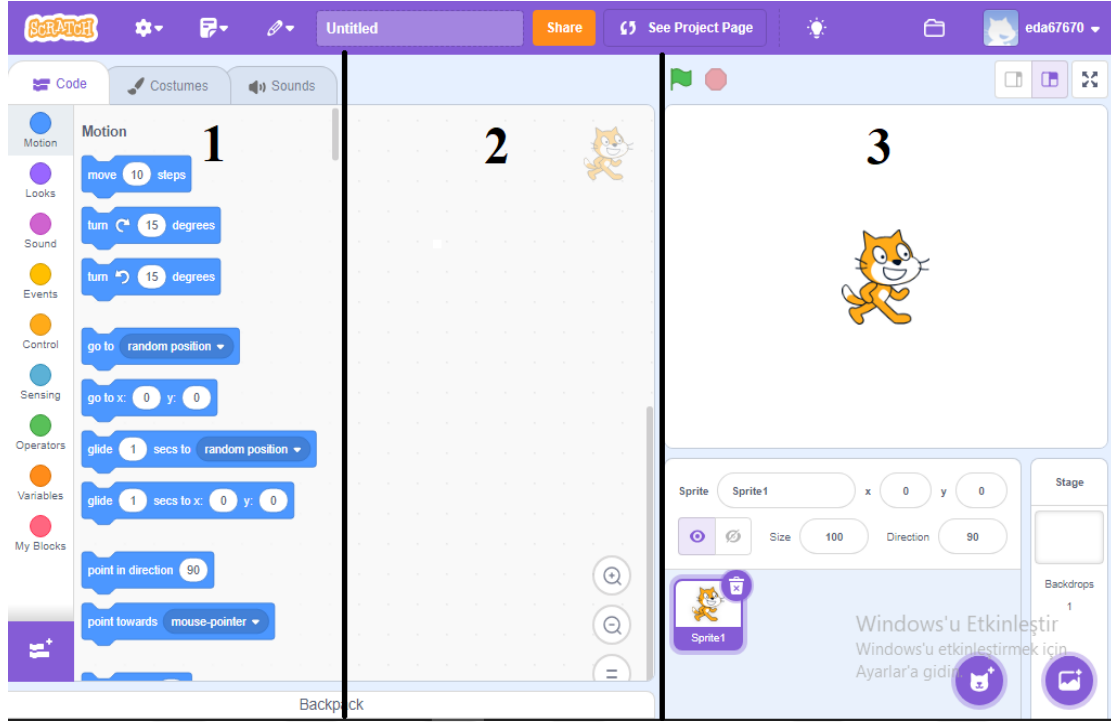 SCRATCH
Untitled
Share
See Project Page
eda67670
Code
Costumes
Sounds
1
2
3
Motion
Looks
Sound
Events
Control
Sensing
Operators
Variables
My Blocks
Motion
move 10 steps
turn 15 degrees
turn 15 degrees
go to random position
go to x: 0 y: 0
glide 1 secs to random position
glide 1 secs to x: 0 y: 0
point in direction 90
point towards mouse-pointer
Backpack
Sprite Sprite1 x 0 y 0
Size 100 Direction 90
Sprite1
Stage
Backdrops
1
Windows'u Etkinleştir
Windows'u etkinleştirmek için
Ayarlar'a gidin.